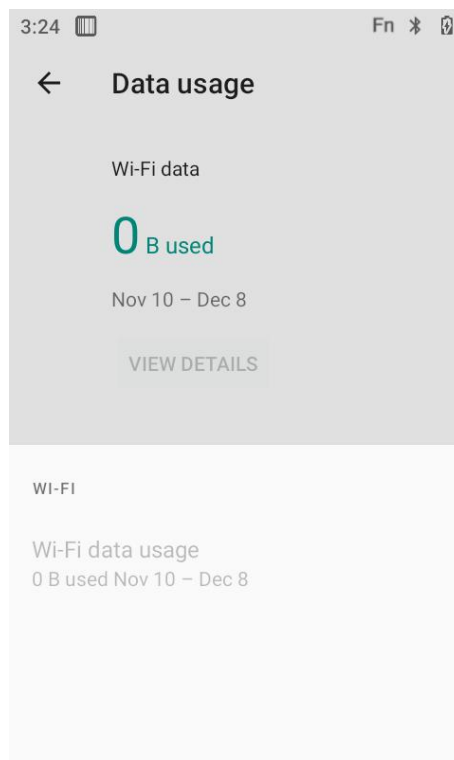 3:24 Fn
Data usage
Wi-Fi data
0 B used
Nov 10 – Dec 8
VIEW DETAILS
WI-FI
Wi-Fi data usage
0 B used Nov 10 – Dec 8